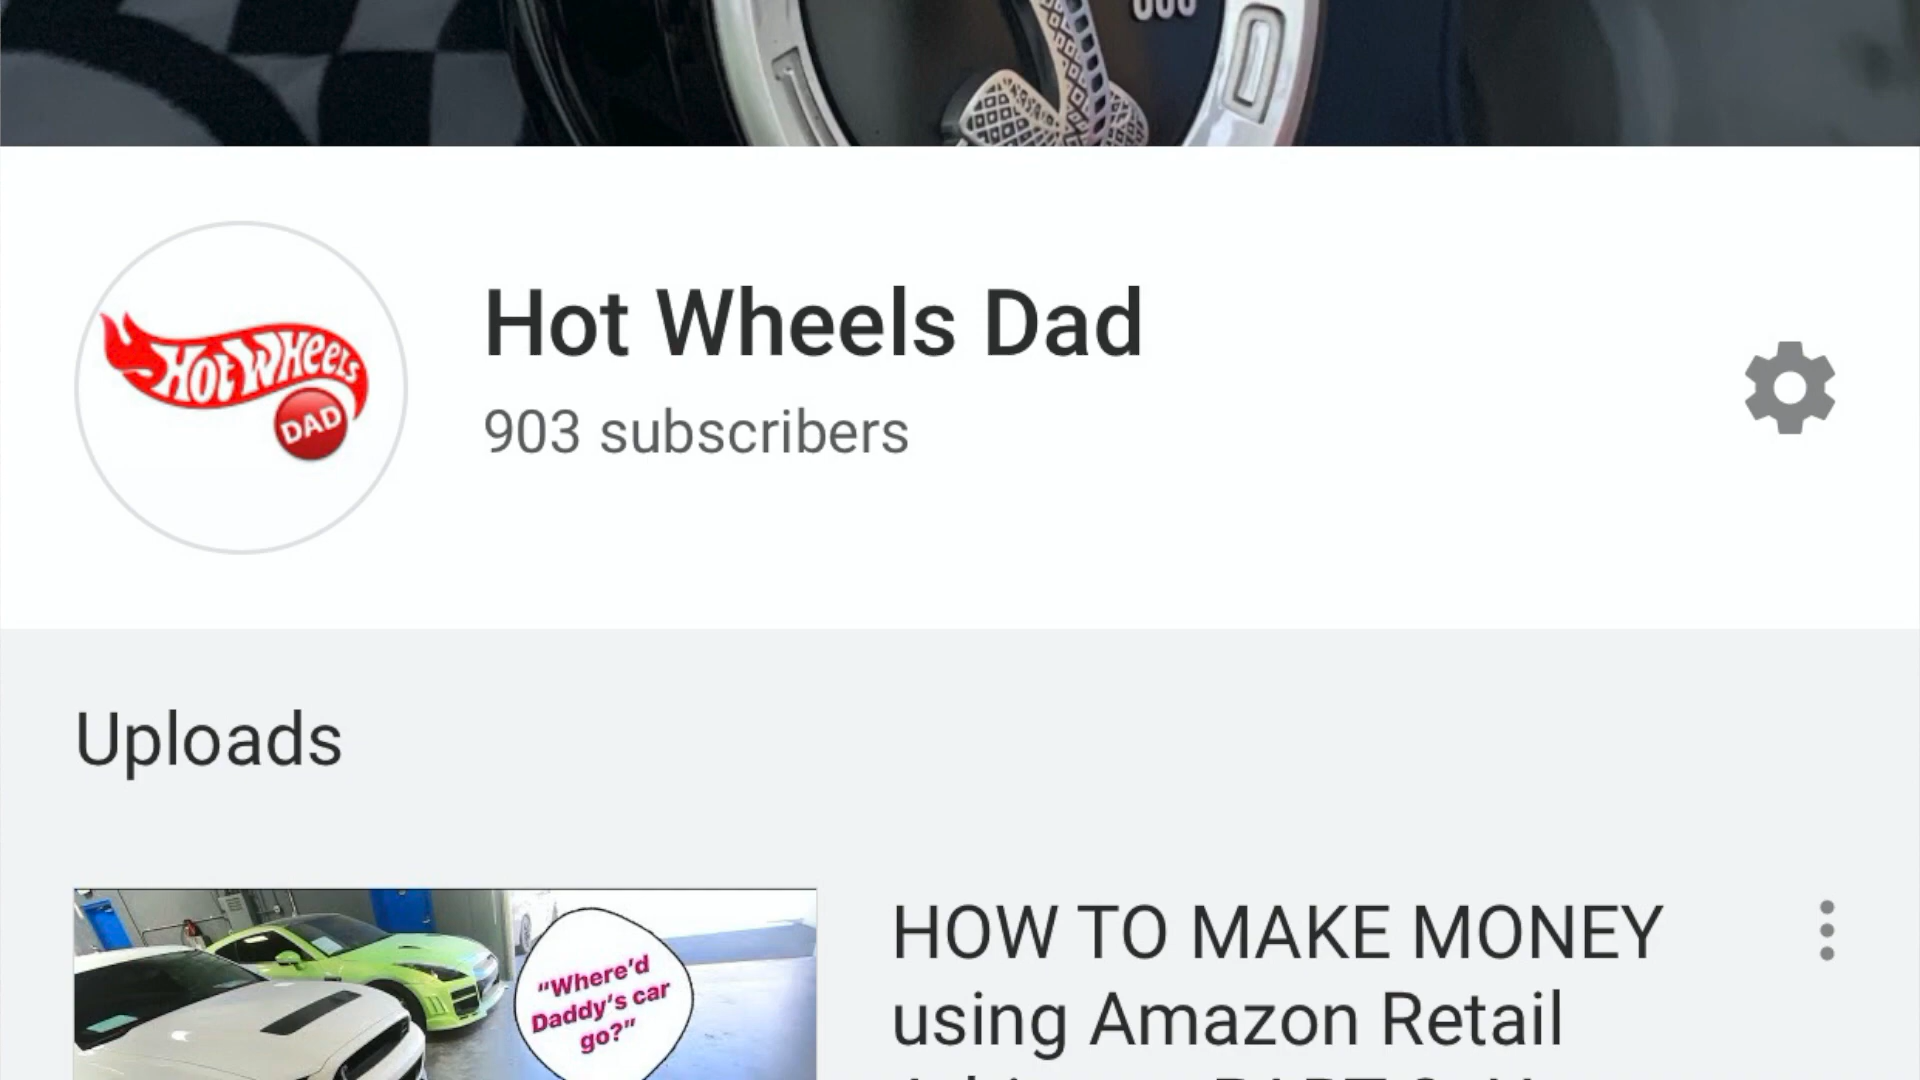 Hot Wheels Dad
903 subscribers
HOT WHEELS
DAD
Uploads
"Where'd
Daddy's car
go?"
HOW TO MAKE MONEY
using Amazon Retail